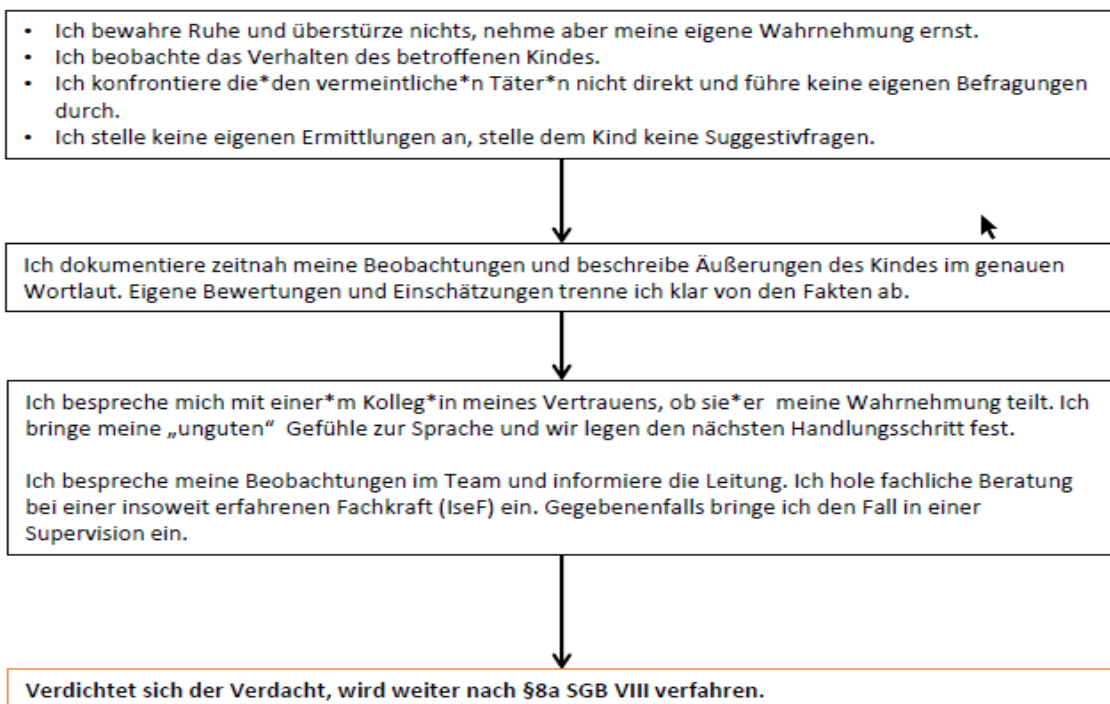 • Ich bewahre Ruhe und überstürze nichts, nehme aber meine eigene Wahrnehmung ernst.
• Ich beobachte das Verhalten des betroffenen Kindes.
• Ich konfrontiere die*den vermeintliche*n Täter*n nicht direkt und führe keine eigenen Befragungen
durch.
• Ich stelle keine eigenen Ermittlungen an, stelle dem Kind keine Suggestivfragen.
Ich dokumentiere zeitnah meine Beobachtungen und beschreibe Äußerungen des Kindes im genauen
Wortlaut. Eigene Bewertungen und Einschätzungen trenne ich klar von den Fakten ab.
Ich bespreche mich mit einer*m Kolleg*in meines Vertrauens, ob sie*er meine Wahrnehmung teilt. Ich
bringe meine „unguten“ Gefühle zur Sprache und wir legen den nächsten Handlungsschritt fest.
Ich bespreche meine Beobachtungen im Team und informiere die Leitung. Ich hole fachliche Beratung
bei einer insoweit erfahrenen Fachkraft (IseF) ein. Gegebenenfalls bringe ich den Fall in einer
Supervision ein.
Verdichtet sich der Verdacht, wird weiter nach §8a SGB VIII verfahren.